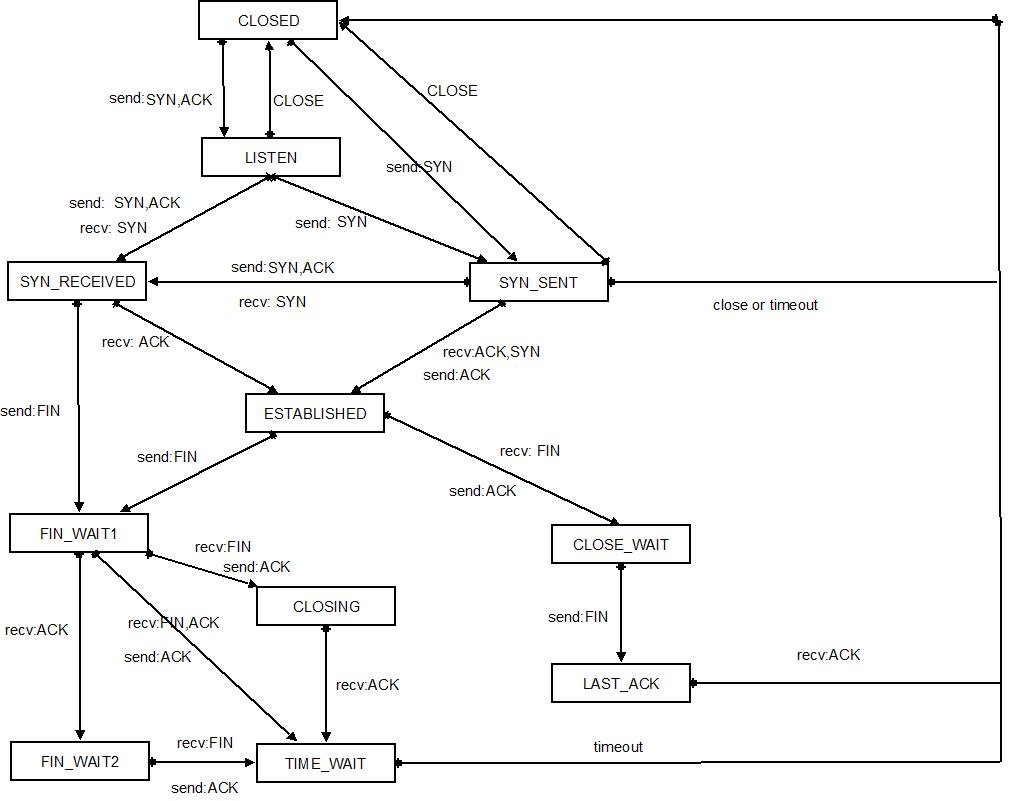 CLOSED
send:SYN,ACK
CLOSE
CLOSE
LISTEN
send:SYN
send: SYN,ACK
recv: SYN
send: SYN
SYN_RECEIVED
send:SYN,ACK
recv: SYN
SYN_SENT
close or timeout
recv: ACK
recv:ACK,SYN
send:ACK
send:FIN
ESTABLISHED
send:FIN
recv: FIN
send:ACK
FIN_WAIT1
recv:FIN
send:ACK
CLOSE_WAIT
CLOSING
recv:ACK
recv:FIN,ACK
send:ACK
send:FIN
recv:ACK
recv:ACK
LAST_ACK
FIN_WAIT2
recv:FIN
send:ACK
TIME_WAIT
timeout